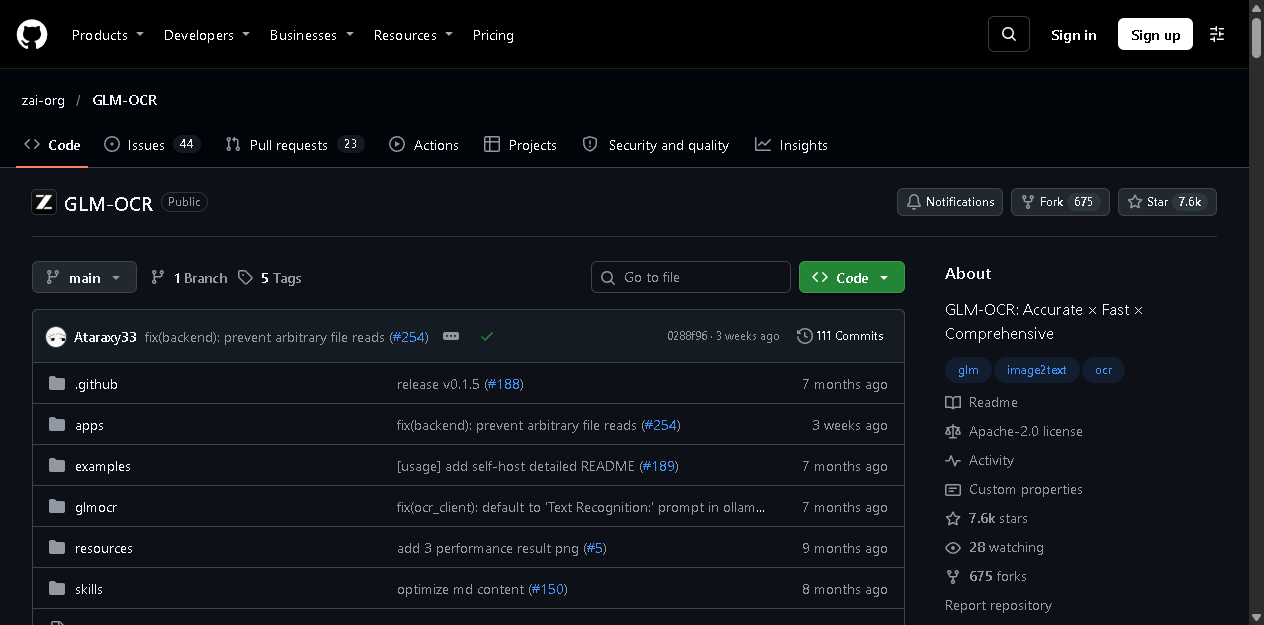 Products Developers Businesses Resources Pricing Sign in Sign up
zai-org / GLM-OCR
Code Issues 44 Pull requests 23 Actions Projects Security and quality Insights
Z GLM-OCR Public Notifications Fork 675 Star 7.6k
main 1 Branch 5 Tags Go to file Code
Ataraxy33 fix(backend): prevent arbitrary file reads (#254) 0288f96 · 3 weeks ago 111 Commits
.github release v0.1.5 (#188) 7 months ago
apps fix(backend): prevent arbitrary file reads (#254) 3 weeks ago
examples [usage] add self-host detailed README (#189) 7 months ago
glmocr fix(ocr_client): default to 'Text Recognition:' prompt in ollam... 7 months ago
resources add 3 performance result png (#5) 9 months ago
skills optimize md content (#150) 8 months ago
About
GLM-OCR: Accurate × Fast ×
Comprehensive
glm image2text ocr
Readme
Apache-2.0 license
Activity
Custom properties
7.6k stars
28 watching
675 forks
Report repository